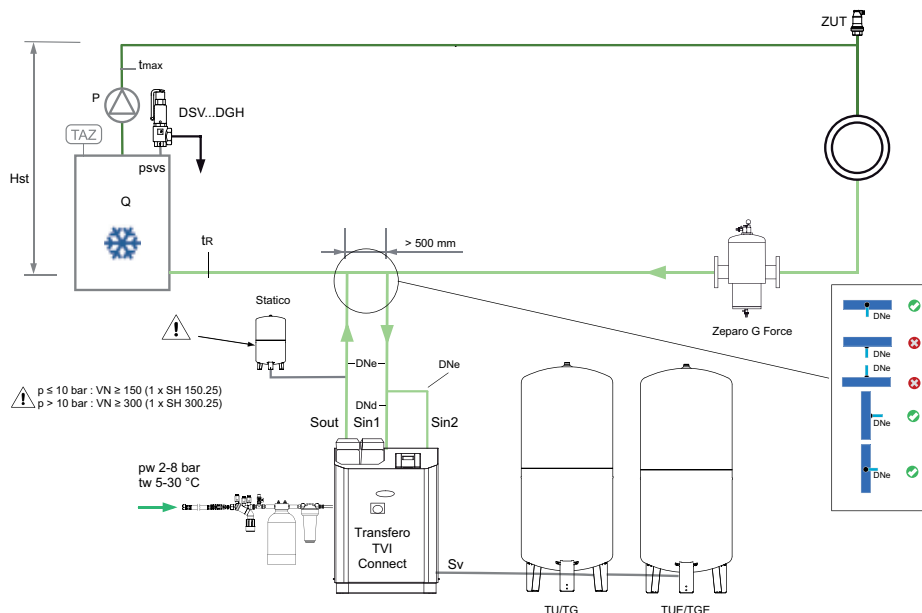 ZUT
tmax
P
DSV...DGH
TAZ
psvs
Hst
Q
tR
> 500 mm
Zeparo G Force
Statico
DNe
DNe
DNe
DNe
DNe
p ≤ 10 bar : VN ≥ 150 (1 x SH 150.25)
p > 10 bar : VN ≥ 300 (1 x SH 300.25)
DNe
DNe
DNd
Sout
Sin1
Sin2
pw 2-8 bar
tw 5-30 °C
Transfero
TVI
Connect
Sv
TU/TG
TUE/TGE